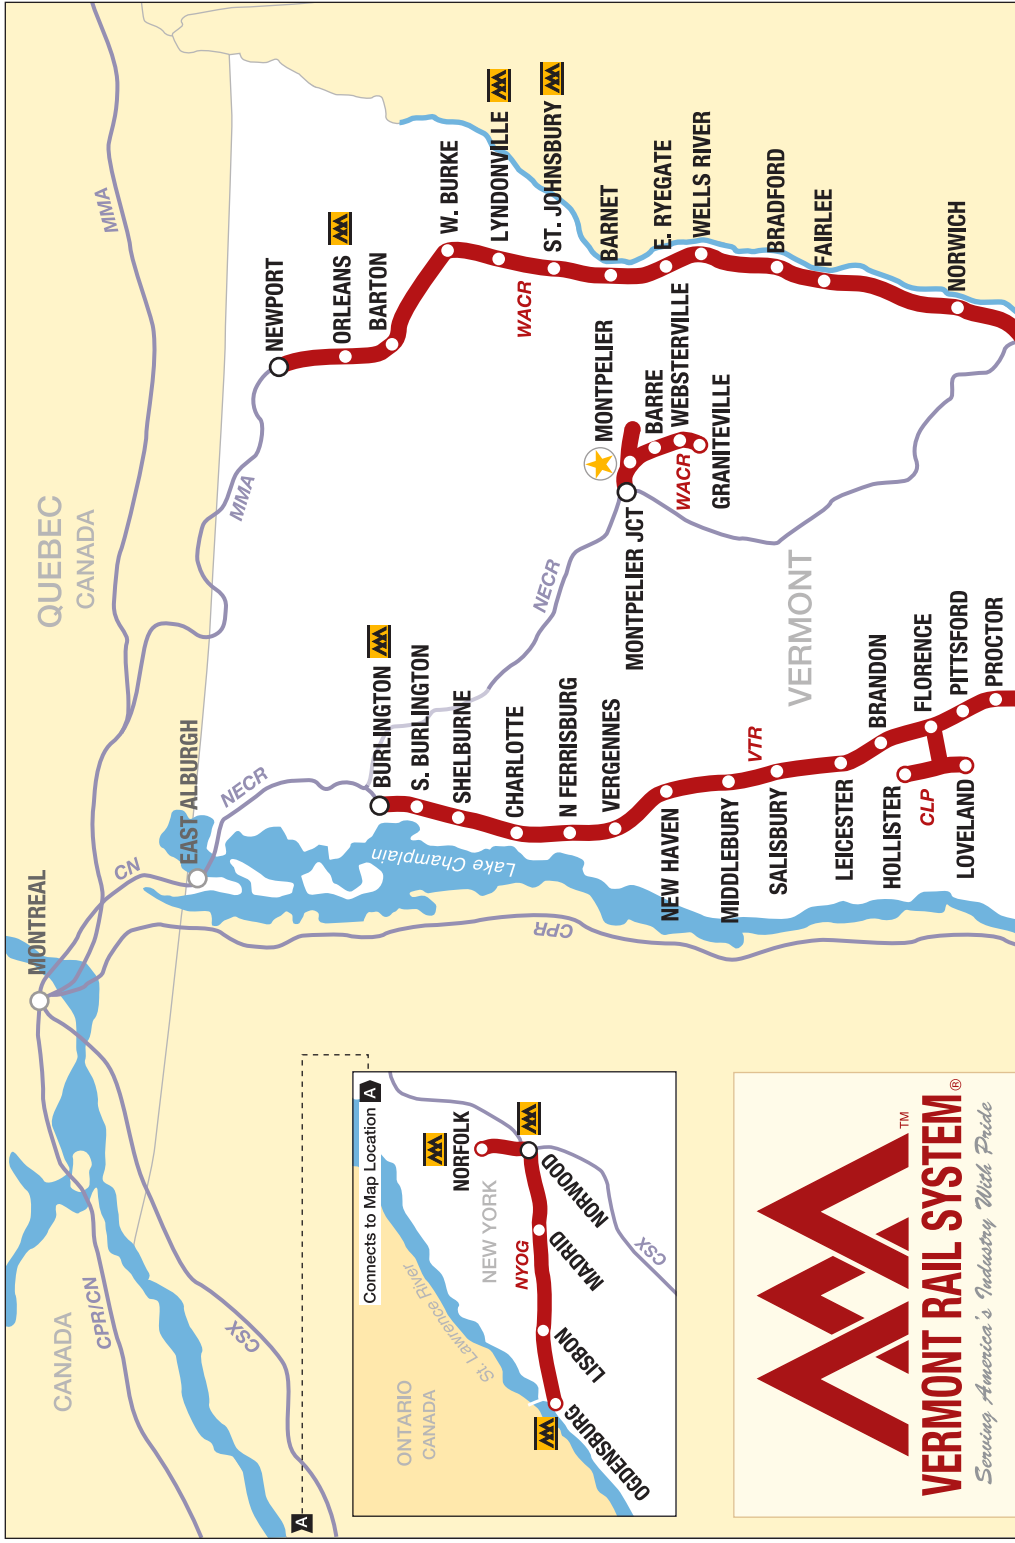 MMA
QUEBEC
CANADA
MMA
MONTREAL
CN
EAST ALBURGH
NECR
CPR/CN
CANADA
CSX
A
NEWPORT
ORLEANS
BARTON
W. BURKE
LYNDONVILLE
ST. JOHNSBURY
WACR
BARNET
E. RYEGATE
WELLS RIVER
BRADFORD
FAIRLEE
NORWICH
MONTPELIER
BARRE
WEBSTERVILLE
WACR
GRANITEVILLE
MONTPELIER JCT
NECR
VERMONT
BURLINGTON
S. BURLINGTON
SHELBURNE
CHARLOTTE
N FERRISBURG
VERGENNES
NEW HAVEN
MIDDLEBURY
VTR
SALISBURY
LEICESTER
BRANDON
HOLLISTER
FLORENCE
CLP
PITTSFORD
LOVELAND
PROCTOR
Lake Champlain
CPR
Connects to Map Location
A
NORFOLK
NEW YORK
NORWOOD
NYOG
MADRID
CSX
LISBON
OGDENSBURG
St. Lawrence River
ONTARIO
CANADA
TM
VERMONT RAIL SYSTEM®
Serving America's Industry With Pride